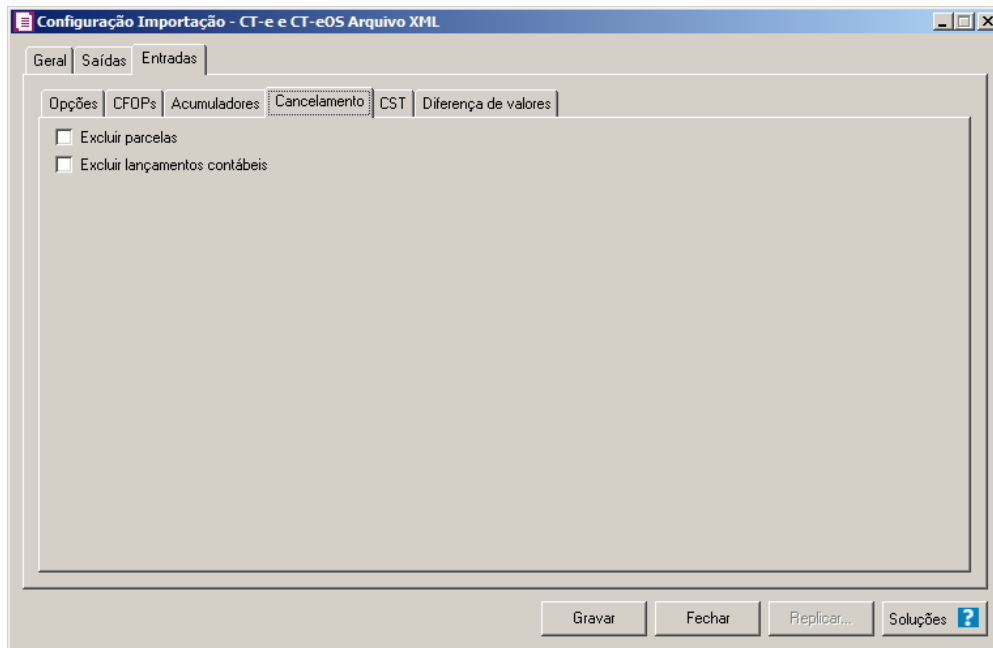 Configuração Importação - CT-e e CT-eOS Arquivo XML
Geral Saídas Entradas
Opções CFOPs Acumuladores Cancelamento CST Diferença de valores
Excluir parcelas
Excluir lançamentos contábeis
Gravar Fechar Replicar... Soluções ?